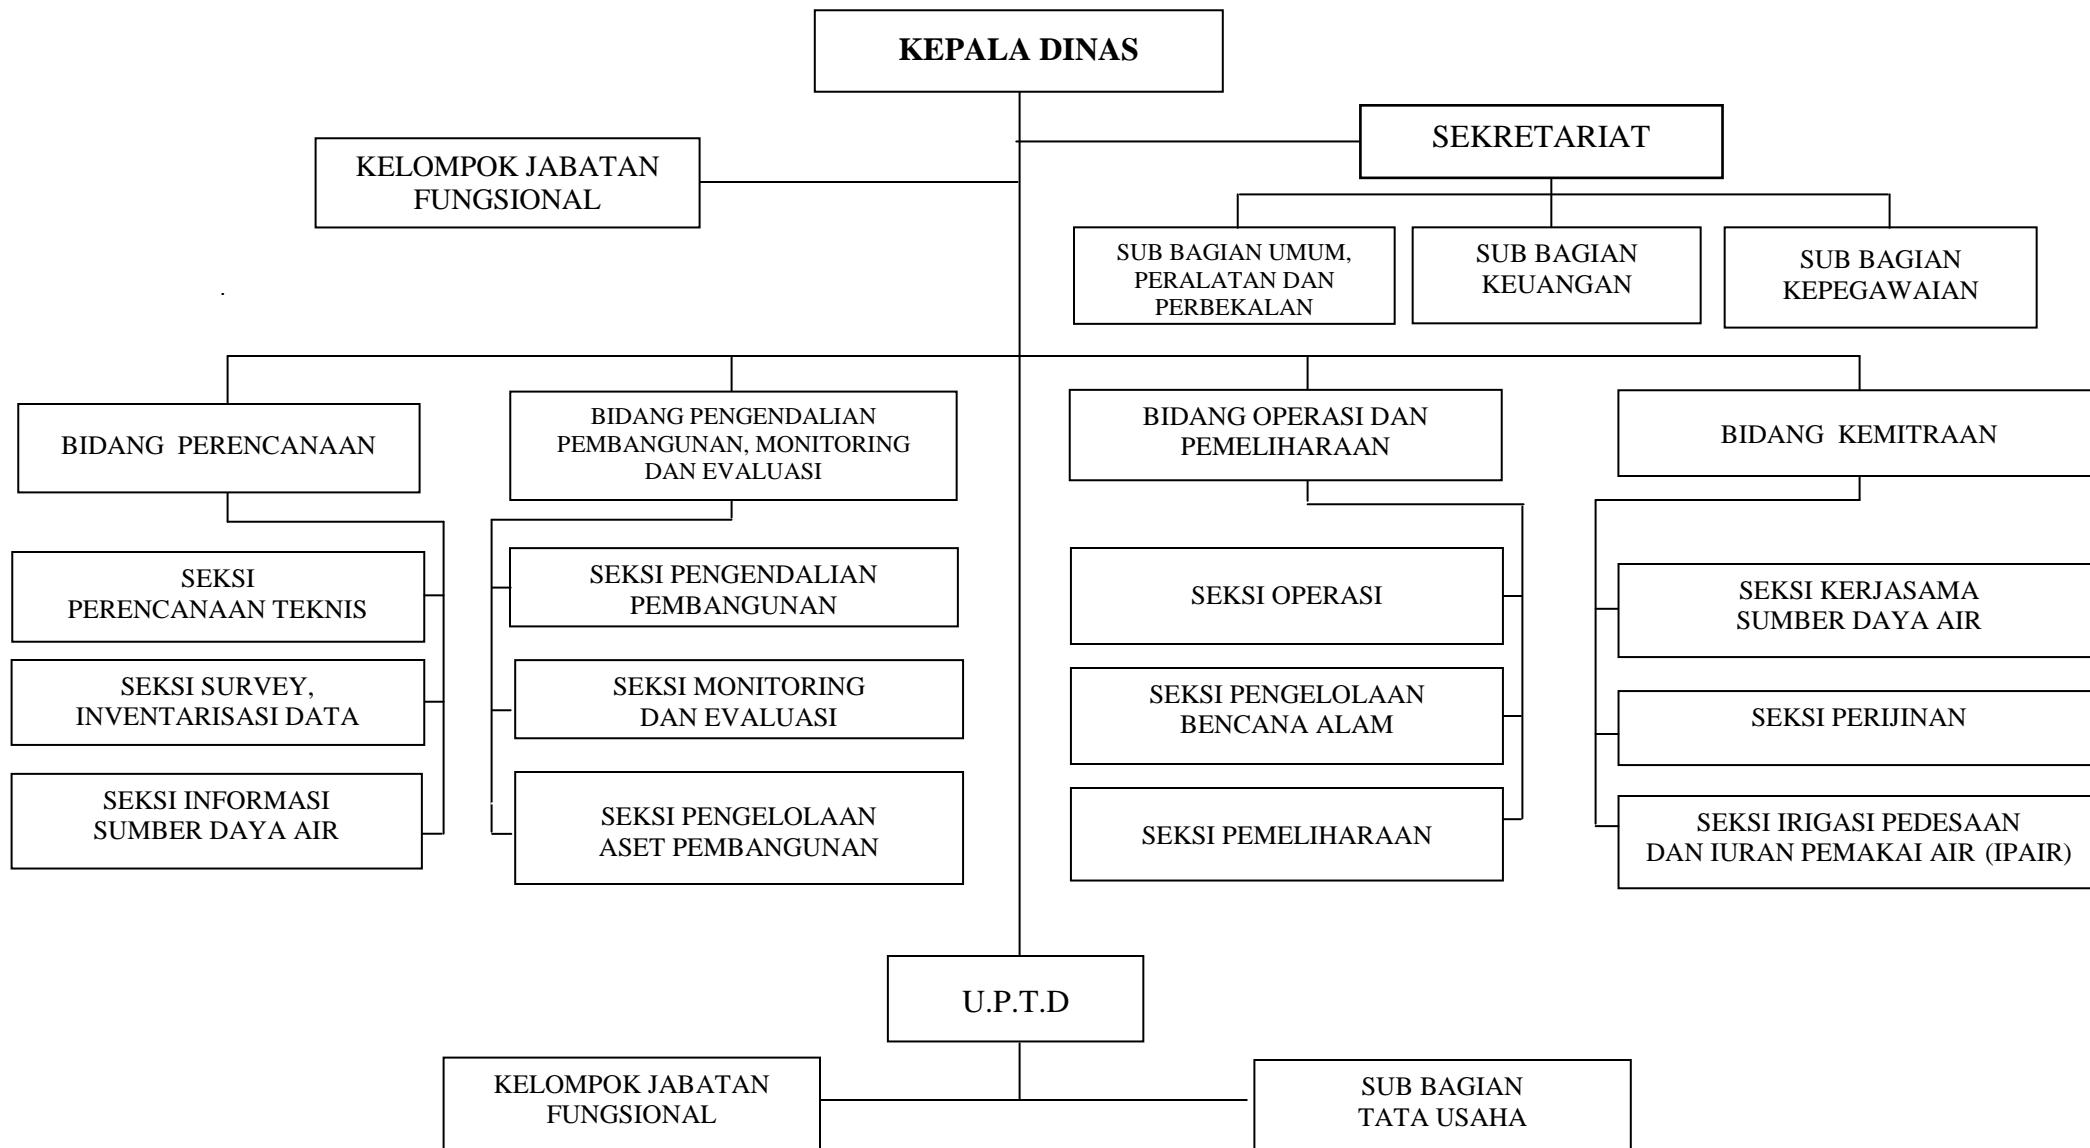 KEPALA DINAS
SEKRETARIAT
KELOMPOK JABATAN
FUNGSIONAL
SUB BAGIAN UMUM,
PERALATAN DAN
PERBEKALAN
SUB BAGIAN
KEUANGAN
SUB BAGIAN
KEPEGAWAIAN
BIDANG PERENCANAAN
BIDANG PENGENDALIAN
PEMBANGUNAN, MONITORING
DAN EVALUASI
BIDANG OPERASI DAN
PEMELIHARAAN
BIDANG KEMITRAAN
SEKSI
PERENCANAAN TEKNIS
SEKSI SURVEY,
INVENTARISASI DATA
SEKSI INFORMASI
SUMBER DAYA AIR
SEKSI PENGENDALIAN
PEMBANGUNAN
SEKSI MONITORING
DAN EVALUASI
SEKSI PENGELOLAAN
ASET PEMBANGUNAN
SEKSI OPERASI
SEKSI PENGELOLAAN
BENCANA ALAM
SEKSI PEMELIHARAAN
SEKSI KERJASAMA
SUMBER DAYA AIR
SEKSI PERIJINAN
SEKSI IRIGASI PEDESAAN
DAN IURAN PEMAKAI AIR (IPAIR)
U.P.T.D
KELOMPOK JABATAN
FUNGSIONAL
SUB BAGIAN
TATA USAHA